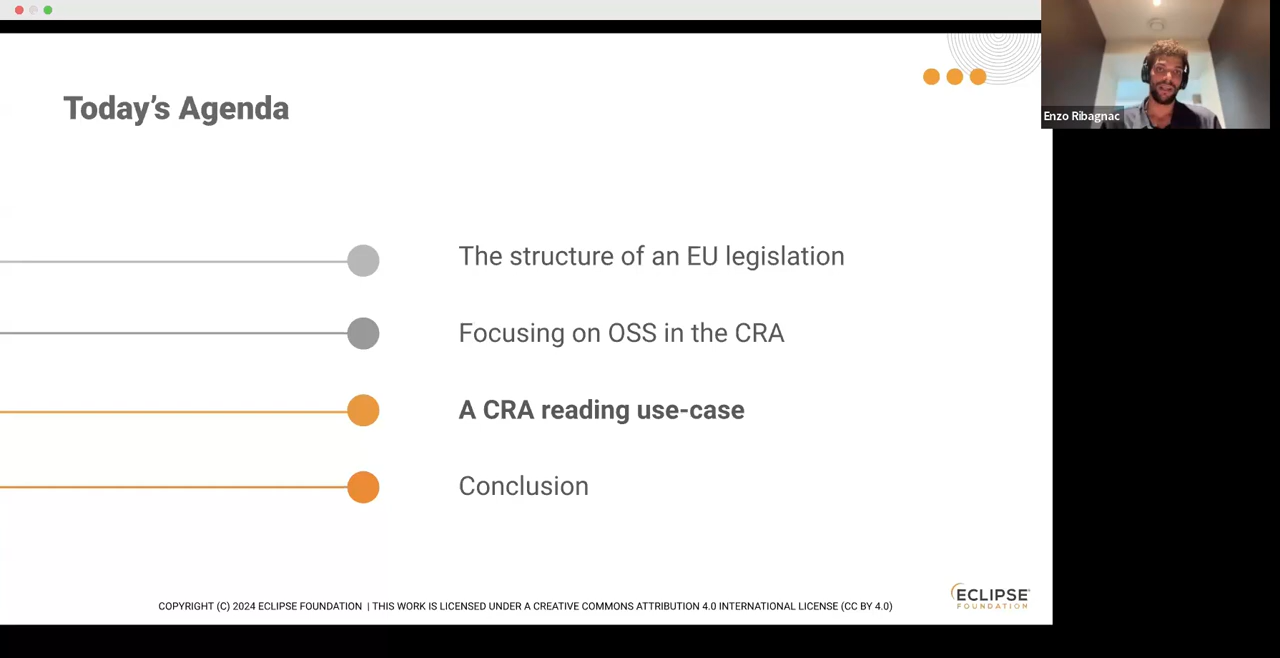 Today's Agenda
Enzo Ribagnac
The structure of an EU legislation
Focusing on OSS in the CRA
A CRA reading use-case
Conclusion
COPYRIGHT (C) 2024 ECLIPSE FOUNDATION | THIS WORK IS LICENSED UNDER A CREATIVE COMMONS ATTRIBUTION 4.0 INTERNATIONAL LICENSE (CC BY 4.0)
ECLIPSE
FOUNDATION